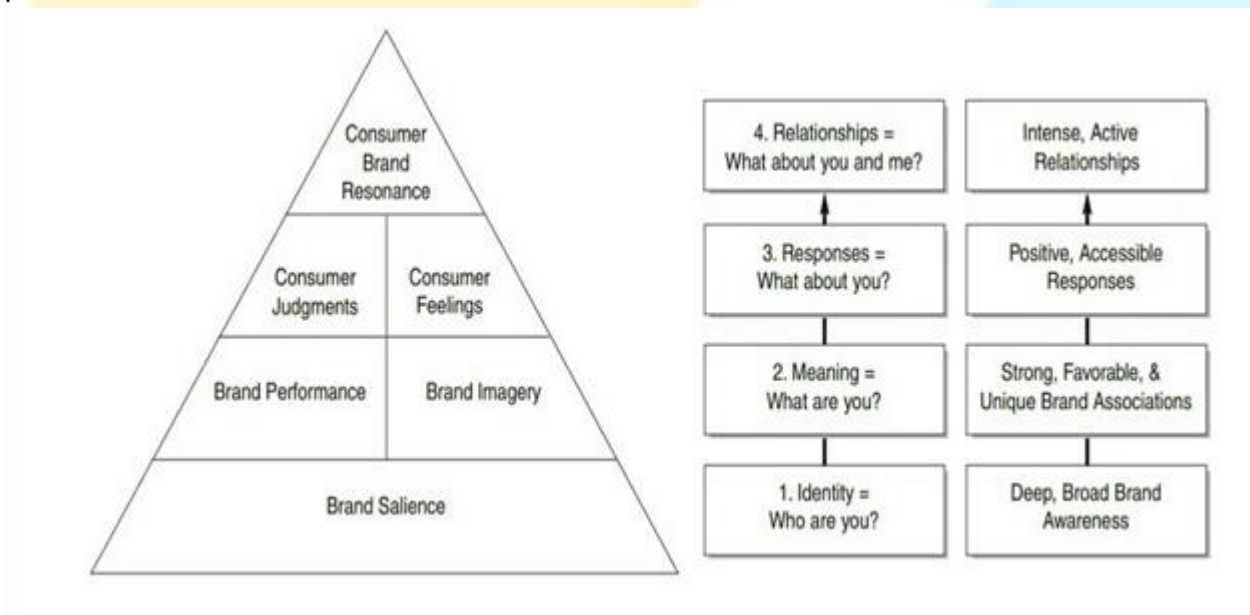 Consumer
Brand
Resonance
Consumer
Judgments
Consumer
Feelings
Brand Performance
Brand Imagery
Brand Salience
4. Relationships =
What about you and me?
Intense, Active
Relationships
3. Responses =
What about you?
Positive, Accessible
Responses
2. Meaning =
What are you?
Strong, Favorable, &
Unique Brand Associations
1. Identity =
Who are you?
Deep, Broad Brand
Awareness